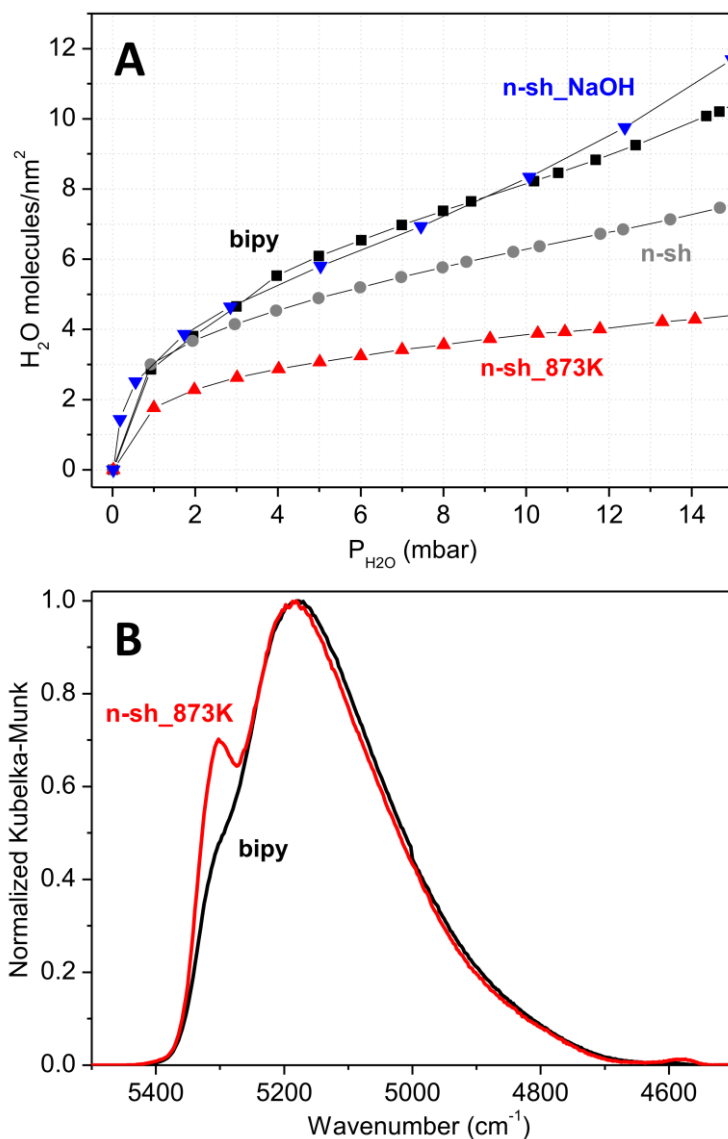 A
12
10
8
6
4
2
0
H₂O molecules/nm²
n-sh_NaOH
bipy
n-sh
n-sh_873K
0 2 4 6 8 10 12 14
P_H2O (mbar)
B
1.0
0.8
0.6
0.4
0.2
0.0
Normalized Kubelka-Munk
n-sh_873K
bipy
5400 5200 5000 4800 4600
Wavenumber (cm⁻¹)